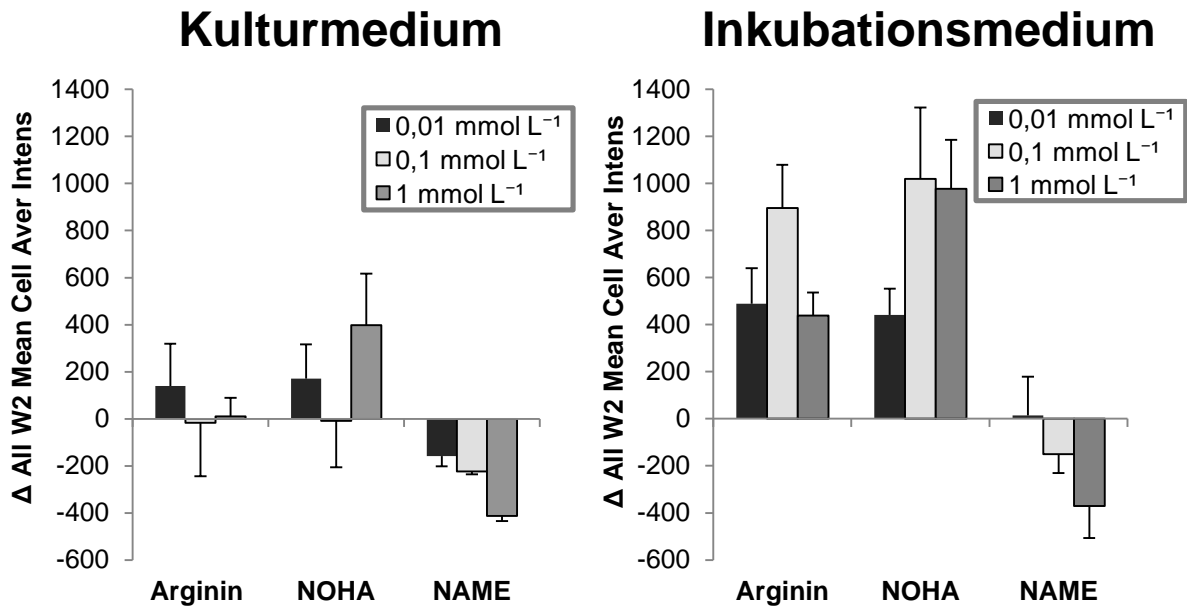 Kulturmedium
Δ All W2 Mean Cell Aver Intens
1400
1200
1000
800
600
400
200
0
-200
-400
-600
0,01 mmol L⁻¹
0,1 mmol L⁻¹
1 mmol L⁻¹
Arginin NOHA NAME
Inkubationsmedium
Δ All W2 Mean Cell Aver Intens
1400
1200
1000
800
600
400
200
0
-200
-400
-600
0,01 mmol L⁻¹
0,1 mmol L⁻¹
1 mmol L⁻¹
Arginin NOHA NAME